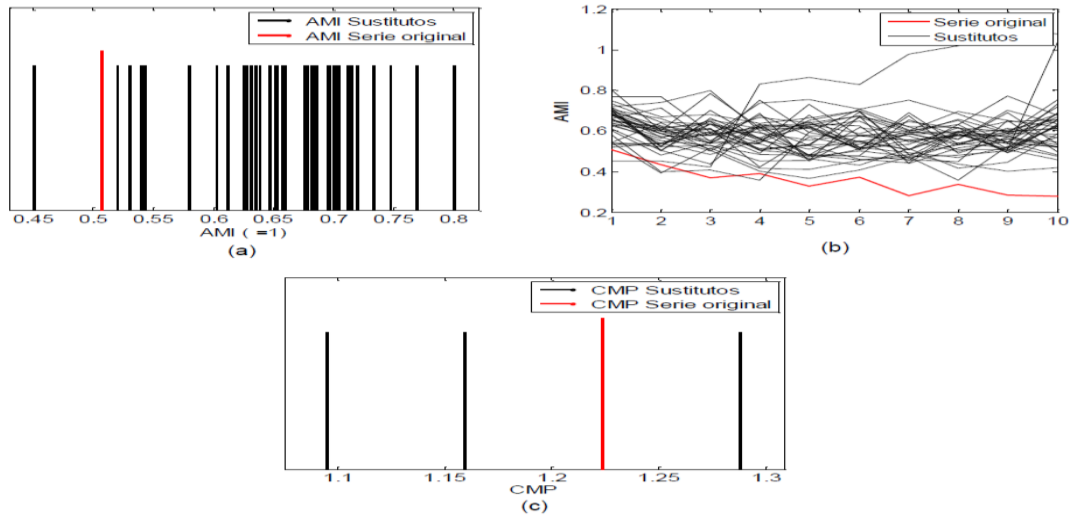 AMI Sustitutos
AMI Serie original
0.45 0.5 0.55 0.6 0.65 0.7 0.75 0.8
AMI ( =1)
(a)
Serie original
Sustitutos
1.2
1
0.8
0.6
0.4
0.2
AMI
1 2 3 4 5 6 7 8 9 10
(b)
CMP Sustitutos
CMP Serie original
1.1 1.15 1.2 1.25 1.3
CMP
(c)